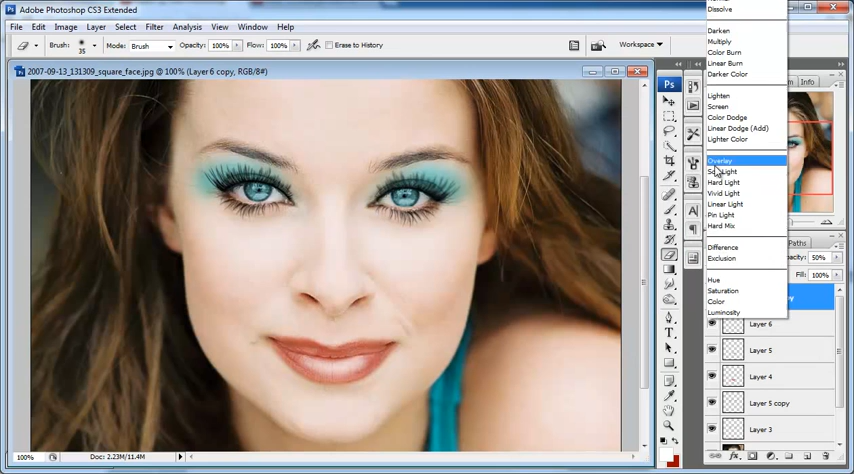 Adobe Photoshop CS3 Extended
File Edit Image Layer Select Filter Analysis View Window Help
Brush: 35 Mode: Brush Opacity: 100% Flow: 100% Erase to History Workspace
2007-09-13_131309_square_face.jpg @ 100% (Layer 6 copy, RGB/8#)
Ps
Info
Dissolve
Darken
Multiply
Color Burn
Linear Burn
Darker Color
Lighten
Screen
Color Dodge
Linear Dodge (Add)
Lighter Color
Overlay
Soft Light
Hard Light
Vivid Light
Linear Light
Pin Light
Hard Mix
Difference
Exclusion
Hue
Saturation
Color
Luminosity
Paths
50%
Fill: 100%
Layer 6
Layer 5
Layer 4
Layer 5 copy
Layer 3
100% Doc: 2.23M/11.4M